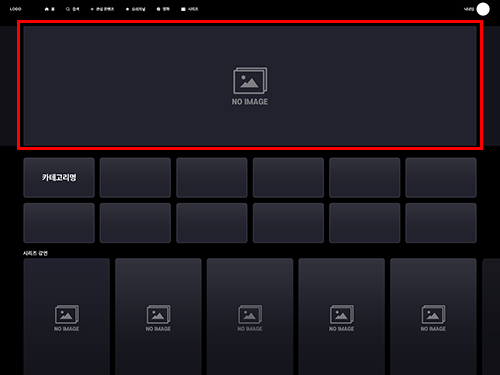 LOGO 홈 검색 관심 콘텐츠 오리지널 영화 시리즈 닉네임
NO IMAGE
카테고리명
시리즈 강연
NO IMAGE NO IMAGE NO IMAGE NO IMAGE NO IMAGE